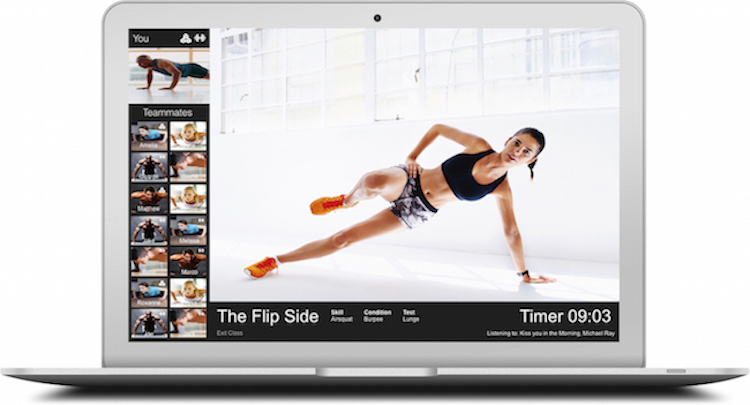 You
Teammates
Amelia
Mathew
Melissa
Marco
Roxanne
The Flip Side
Skill
Airsquat
Condition
Burpee
Test
Lunge
Timer 09:03
Exit Class
Listening to: Kiss you in the Morning, Michael Ray